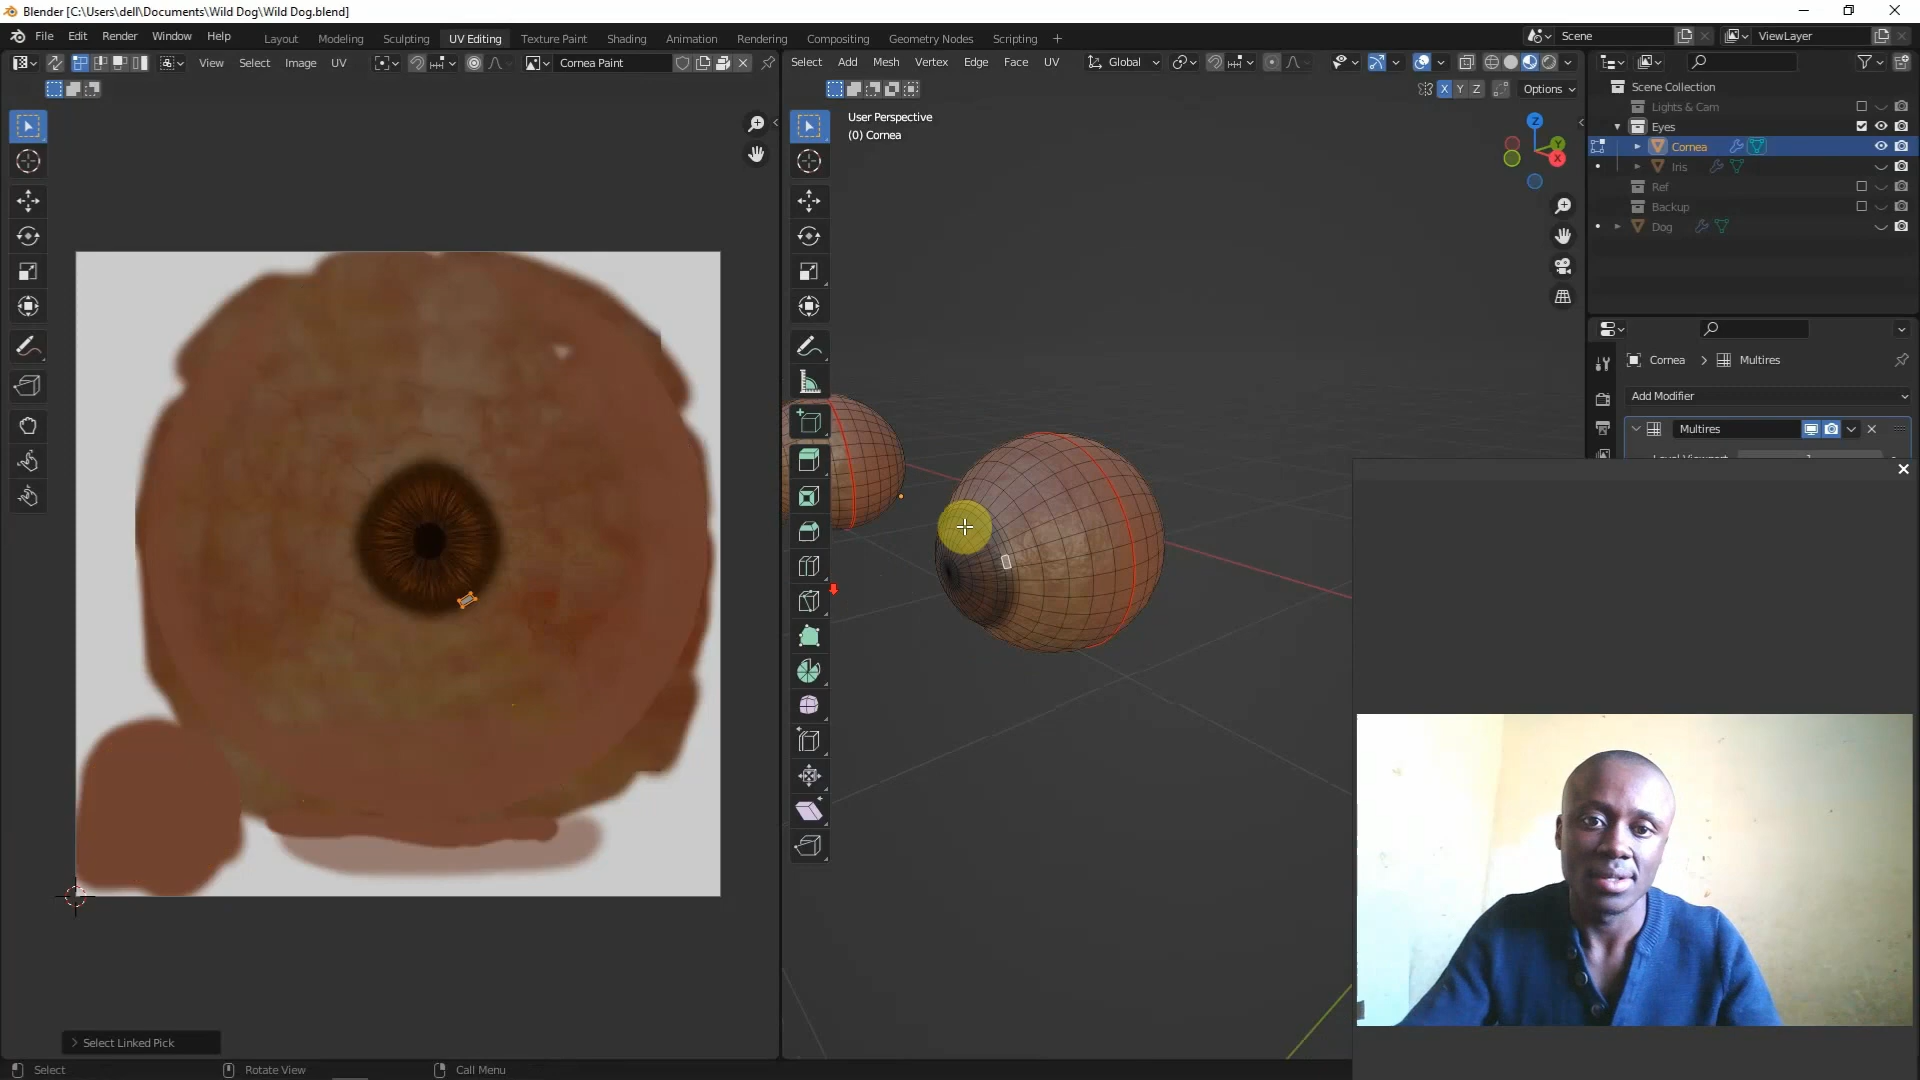 Blender [C:\Users\dell\Documents\Wild Dog\Wild Dog.blend]
File Edit Render Window Help
Layout Modeling Sculpting UV Editing Texture Paint Shading Animation Rendering Compositing Geometry Nodes Scripting +
Scene
ViewLayer
View Select Image UV
Cornea Paint
Select Add Mesh Vertex Edge Face UV
Global
X Y Z
Options
User Perspective
(0) Cornea
Z
Y
X
Scene Collection
Lights & Cam
Eyes
Cornea
Iris
Ref
Backup
Dog
Cornea > Multires
Add Modifier
Multires
Select Linked Pick
Select
Rotate View
Call Menu